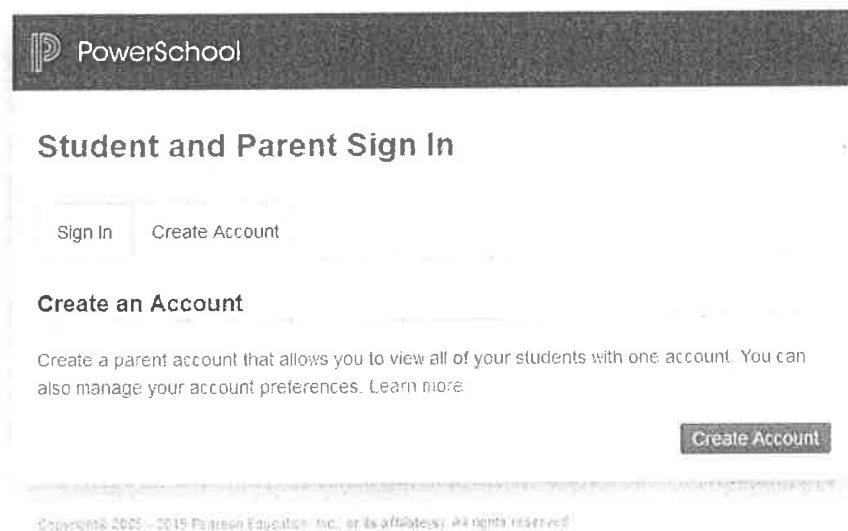 PowerSchool
Student and Parent Sign In
Sign In Create Account
Create an Account
Create a parent account that allows you to view all of your students with one account. You can
also manage your account preferences. Learn more
Create Account
Copyright© 2005 - 2015 Pearson Education, Inc., or its affiliate(s). All rights reserved.